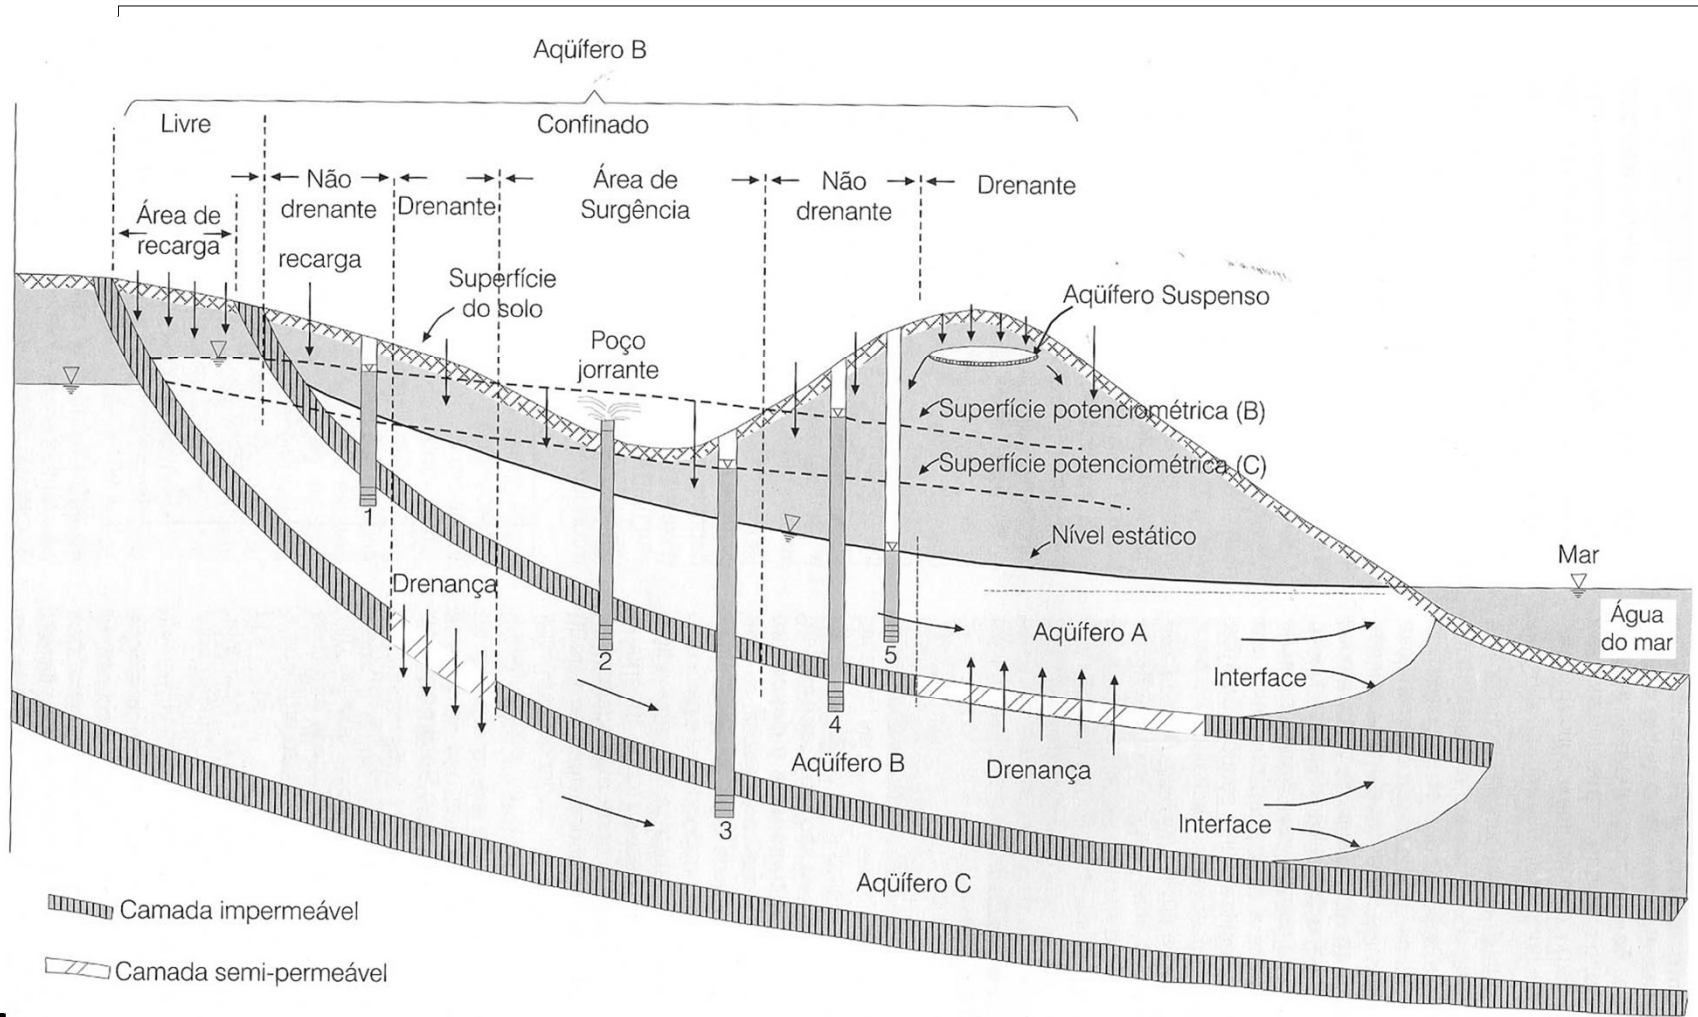 Aqüífero B
Livre
Confinado
Não
drenante
Drenante
Área de
Surgência
Não
drenante
Drenante
Área de
recarga
recarga
Superfície
do solo
Poço
jorrante
Aqüífero Suspenso
Superfície potenciométrica (B)
Superfície potenciométrica (C)
Nível estático
Mar
Água
do mar
1
2
3
4
5
Drenança
Aqüífero A
Interface
Aqüífero B
Drenança
Interface
Aqüífero C
Camada impermeável
Camada semi-permeável